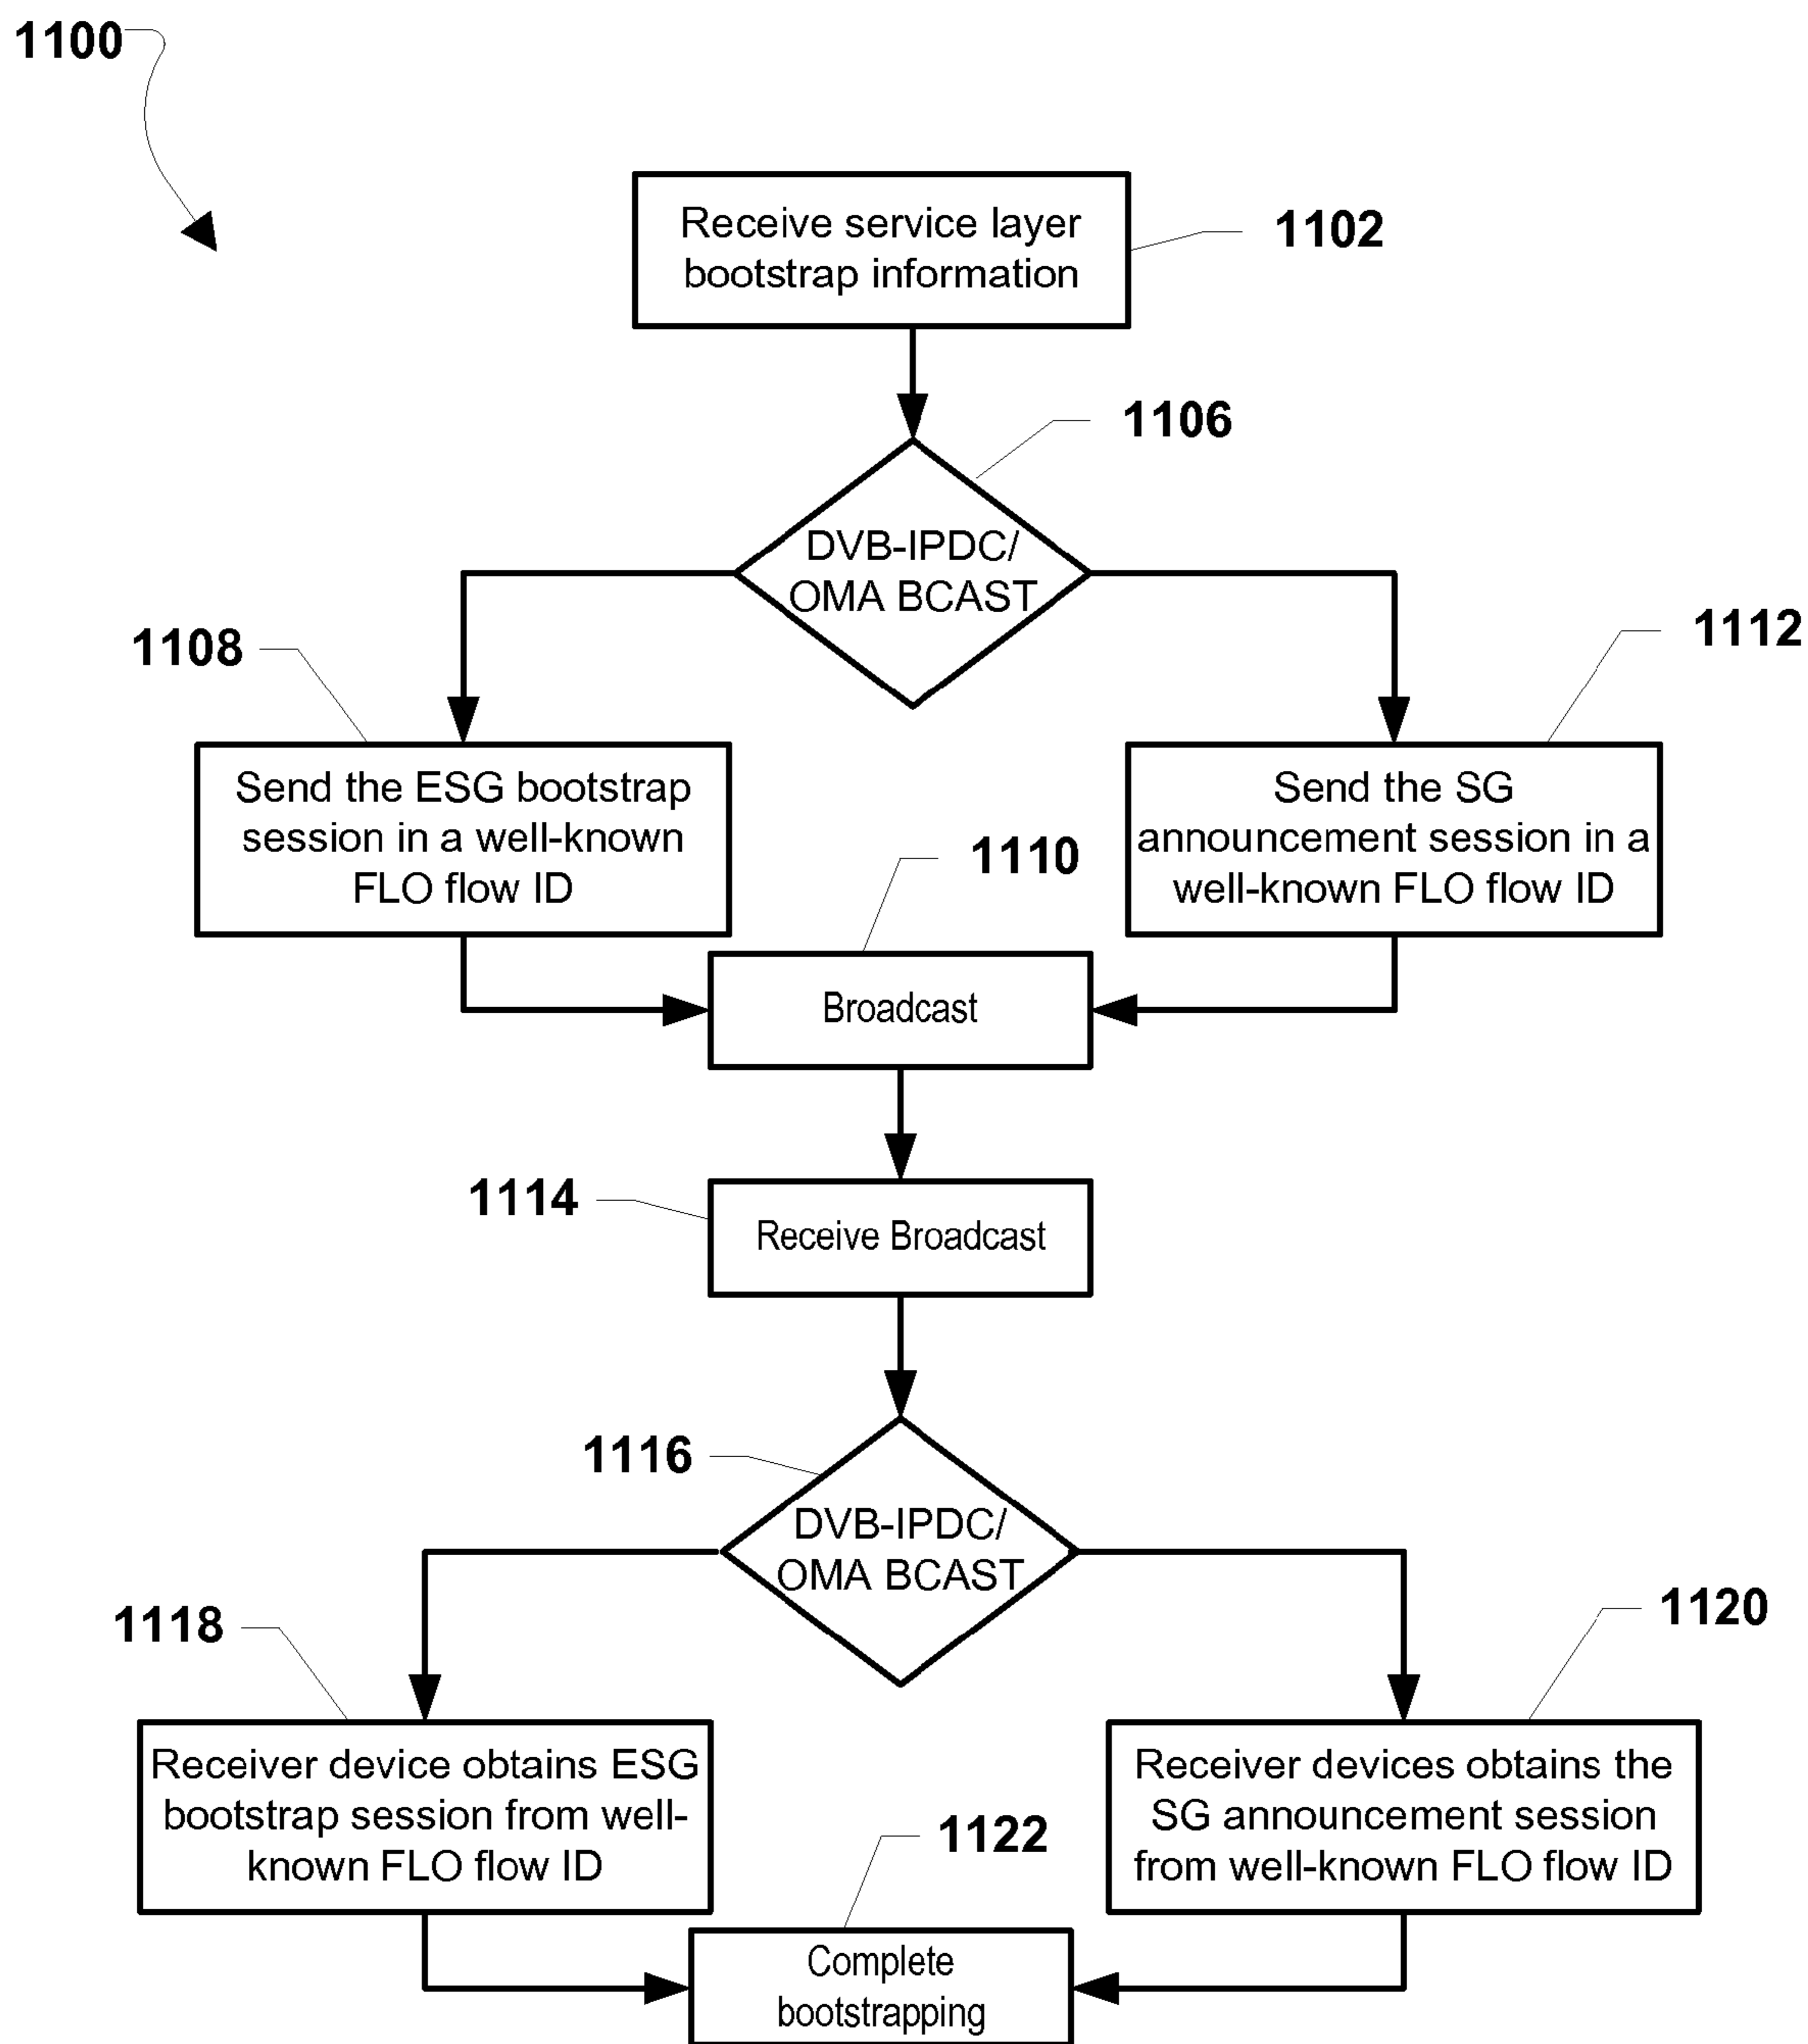 1100
Receive service layer
bootstrap information
1102
1106
DVB-IPDC/
OMA BCAST
1108
1112
Send the ESG bootstrap
session in a well-known
FLO flow ID
Send the SG
announcement session in a
well-known FLO flow ID
1110
Broadcast
1114
Receive Broadcast
1116
DVB-IPDC/
OMA BCAST
1118
1120
Receiver device obtains ESG
bootstrap session from well-
known FLO flow ID
Receiver devices obtains the
SG announcement session
from well-known FLO flow ID
1122
Complete
bootstrapping